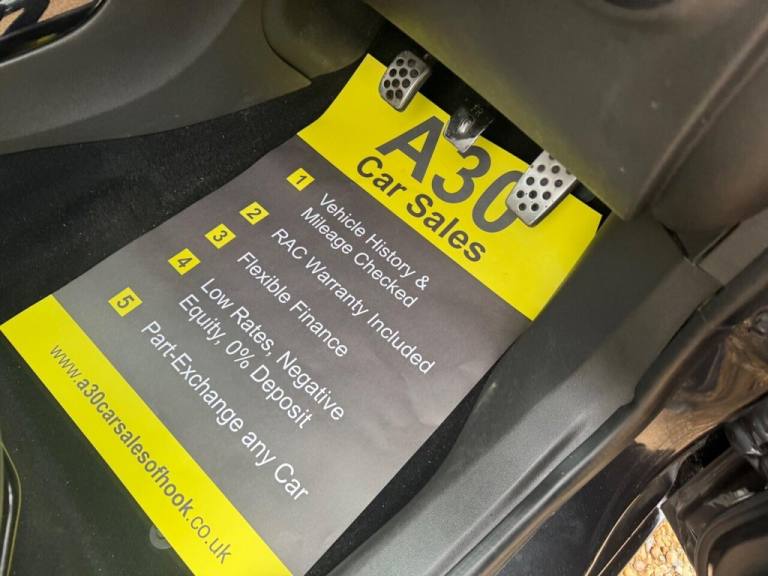 A30
Car Sales
1 Vehicle History &
Mileage Checked
2 RAC Warranty Included
3 Flexible Finance
4 Low Rates, Negative
Equity, 0% Deposit
5 Part-Exchange any Car
www.a30carsalesofhook.co.uk